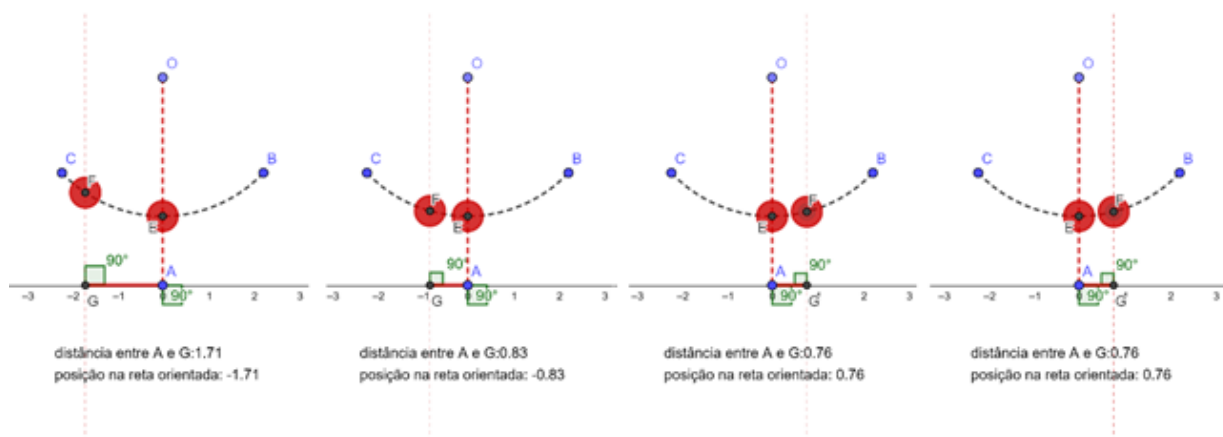 O
C
B
F
E
90°
A
−3 −2 −1 0 90° 1 2 3
G
distância entre A e G:1.71
posição na reta orientada: -1.71
O
C
B
F
E
90°
A
−3 −2 −1 0 90° 1 2 3
G
distância entre A e G:0.83
posição na reta orientada: -0.83
O
C
B
F
E
90°
A
−3 −2 −1 0 90° 2 3
G
distância entre A e G:0.76
posição na reta orientada: 0.76
O
C
B
F
E
90°
A
−3 −2 −1 0 90° 2 3
G
distância entre A e G:0.76
posição na reta orientada: 0.76